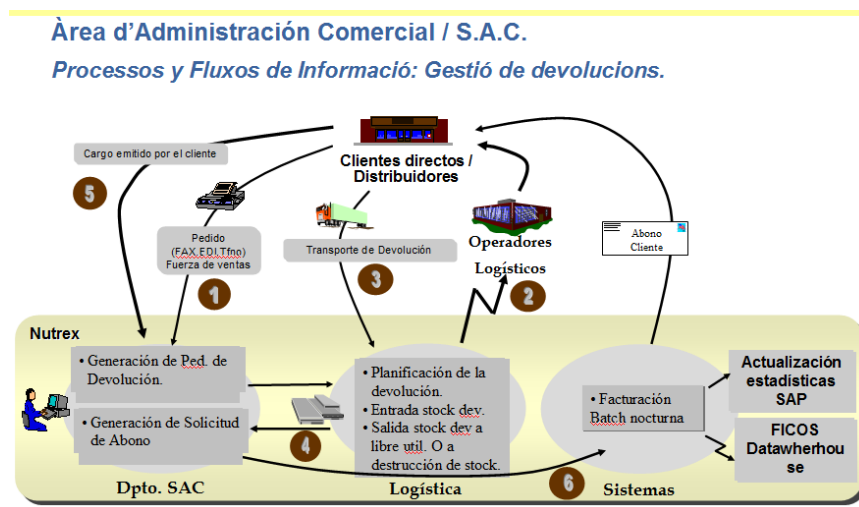 Àrea d'Administración Comercial / S.A.C.
Processos y Fluxos de Informació: Gestió de devolucions.
Cargo emitido por el cliente
5
Clientes directos /
Distribuidores
Pedido
(FAX,EDI,Tfno)
Fuerza de ventas
1
Transporte de Devolución
3
Operadores
Logísticos
2
Abono
Cliente
Nutrex
• Generación de Ped. de
Devolución.
• Generación de Solicitud
de Abono
Dpto. SAC
4
• Planificación de la
devolución.
• Entrada stock dev.
• Salida stock dev a
libre util. O a
destrucción de stock.
Logística
6
• Facturación
Batch nocturna
Sistemas
Actualización
estadísticas
SAP
FICOS
Datawherhou
se